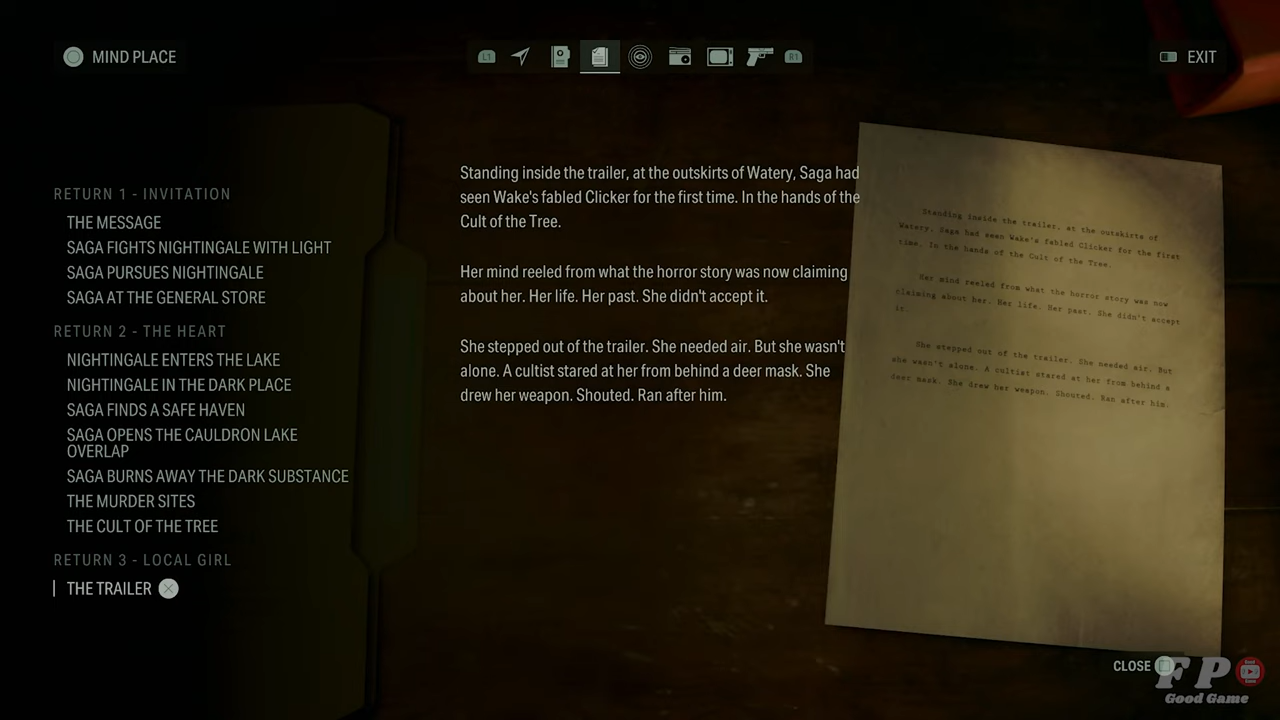 MIND PLACE
L1
R1
EXIT
RETURN 1 - INVITATION
THE MESSAGE
SAGA FIGHTS NIGHTINGALE WITH LIGHT
SAGA PURSUES NIGHTINGALE
SAGA AT THE GENERAL STORE
RETURN 2 - THE HEART
NIGHTINGALE ENTERS THE LAKE
NIGHTINGALE IN THE DARK PLACE
SAGA FINDS A SAFE HAVEN
SAGA OPENS THE CAULDRON LAKE
OVERLAP
SAGA BURNS AWAY THE DARK SUBSTANCE
THE MURDER SITES
THE CULT OF THE TREE
RETURN 3 - LOCAL GIRL
THE TRAILER
Standing inside the trailer, at the outskirts of Watery, Saga had
seen Wake's fabled Clicker for the first time. In the hands of the
Cult of the Tree.
Her mind reeled from what the horror story was now claiming
about her. Her life. Her past. She didn't accept it.
She stepped out of the trailer. She needed air. But she wasn't
alone. A cultist stared at her from behind a deer mask. She
drew her weapon. Shouted. Ran after him.
Standing inside the trailer, at the outskirts of
Watery, Saga had seen Wake's fabled Clicker for the first
time. In the hands of the Cult of the Tree.
Her mind reeled from what the horror story was now
claiming about her. Her life. Her past. She didn't accept
it.
She stepped out of the trailer. She needed air. But
she wasn't alone. A cultist stared at her from behind a
deer mask. She drew her weapon. Shouted. Ran after him.
CLOSE
FP
Good Game